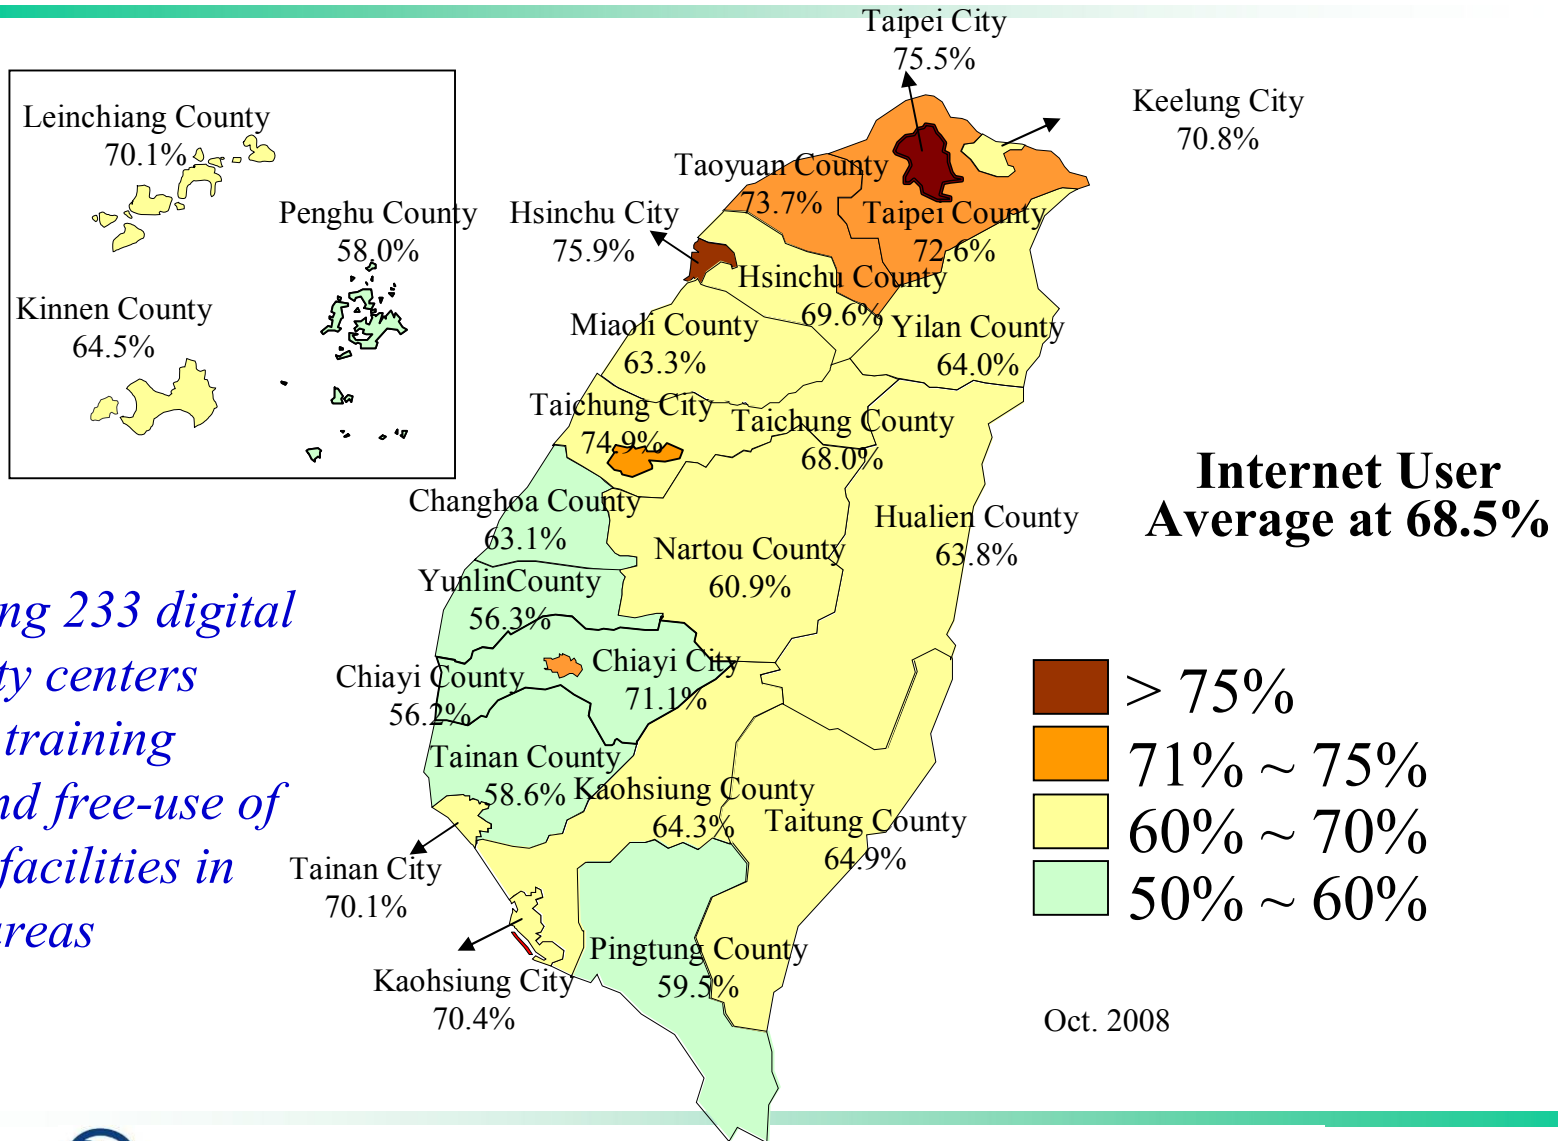 Taipei City
75.5%
Keelung City
70.8%
Leinchiang County
70.1%
Taoyuan County
73.7%
Penghu County
58.0%
Hsinchu City
75.9%
Taipei County
72.6%
Hsinchu County
69.6%
Kinnen County
64.5%
Miaoli County
63.3%
Yilan County
64.0%
Taichung City
74.9%
Taichung County
68.0%
Internet User
Average at 68.5%
Changhoa County
63.1%
Hualien County
63.8%
Nartou County
60.9%
YunlinCounty
56.3%
ng 233 digital
ty centers
training
nd free-use of
facilities in
areas
Chiayi County
56.2%
Chiayi City
71.1%
> 75%
71% ~ 75%
60% ~ 70%
50% ~ 60%
Tainan County
58.6%
Kaohsiung County
64.3%
Taitung County
64.9%
Tainan City
70.1%
Pingtung County
59.5%
Kaohsiung City
70.4%
Oct. 2008